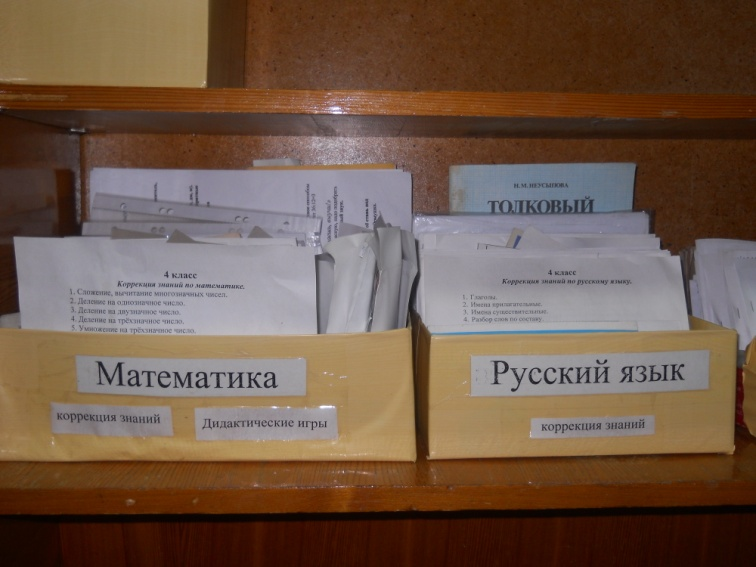 4 класс
Коррекция знаний по математике.
1. Сложение, вычитание многозначных чисел.
2. Деление на однозначное число.
3. Деление на двузначное число.
4. Деление на трёхзначное число.
5. Умножение на трёхзначное число.
Математика
коррекция знаний
Дидактические игры
ТОЛКОВЫЙ
4 класс
Коррекция знаний по русскому языку.
1. Глаголы.
2. Имена прилагательные.
3. Имена существительные.
4. Разбор слов по составу.
Русский язык
коррекция знаний